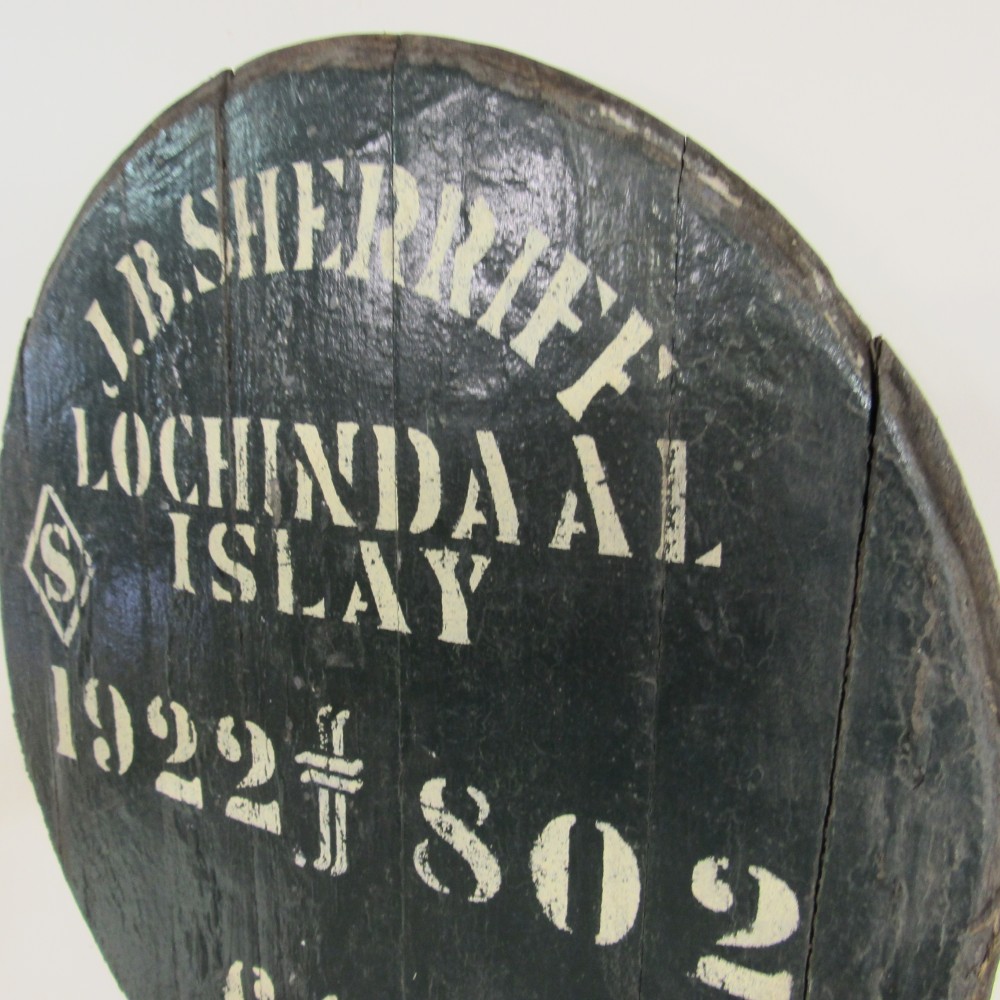 J.B.SHERRIFF
LOCHINDAAL
S
ISLAY
1922 802